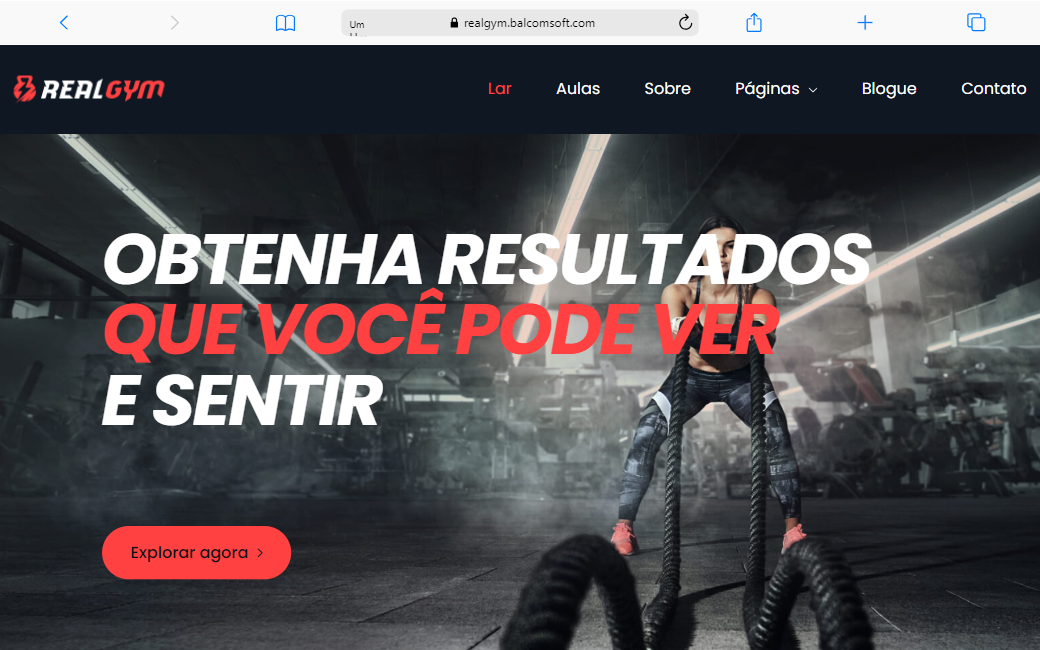 Um
realgym.balcomsoft.com
REALGYM
Lar
Aulas
Sobre
Páginas
Blogue
Contato
OBTENHA RESULTADOS
QUE VOCÊ PODE VER
E SENTIR
Explorar agora